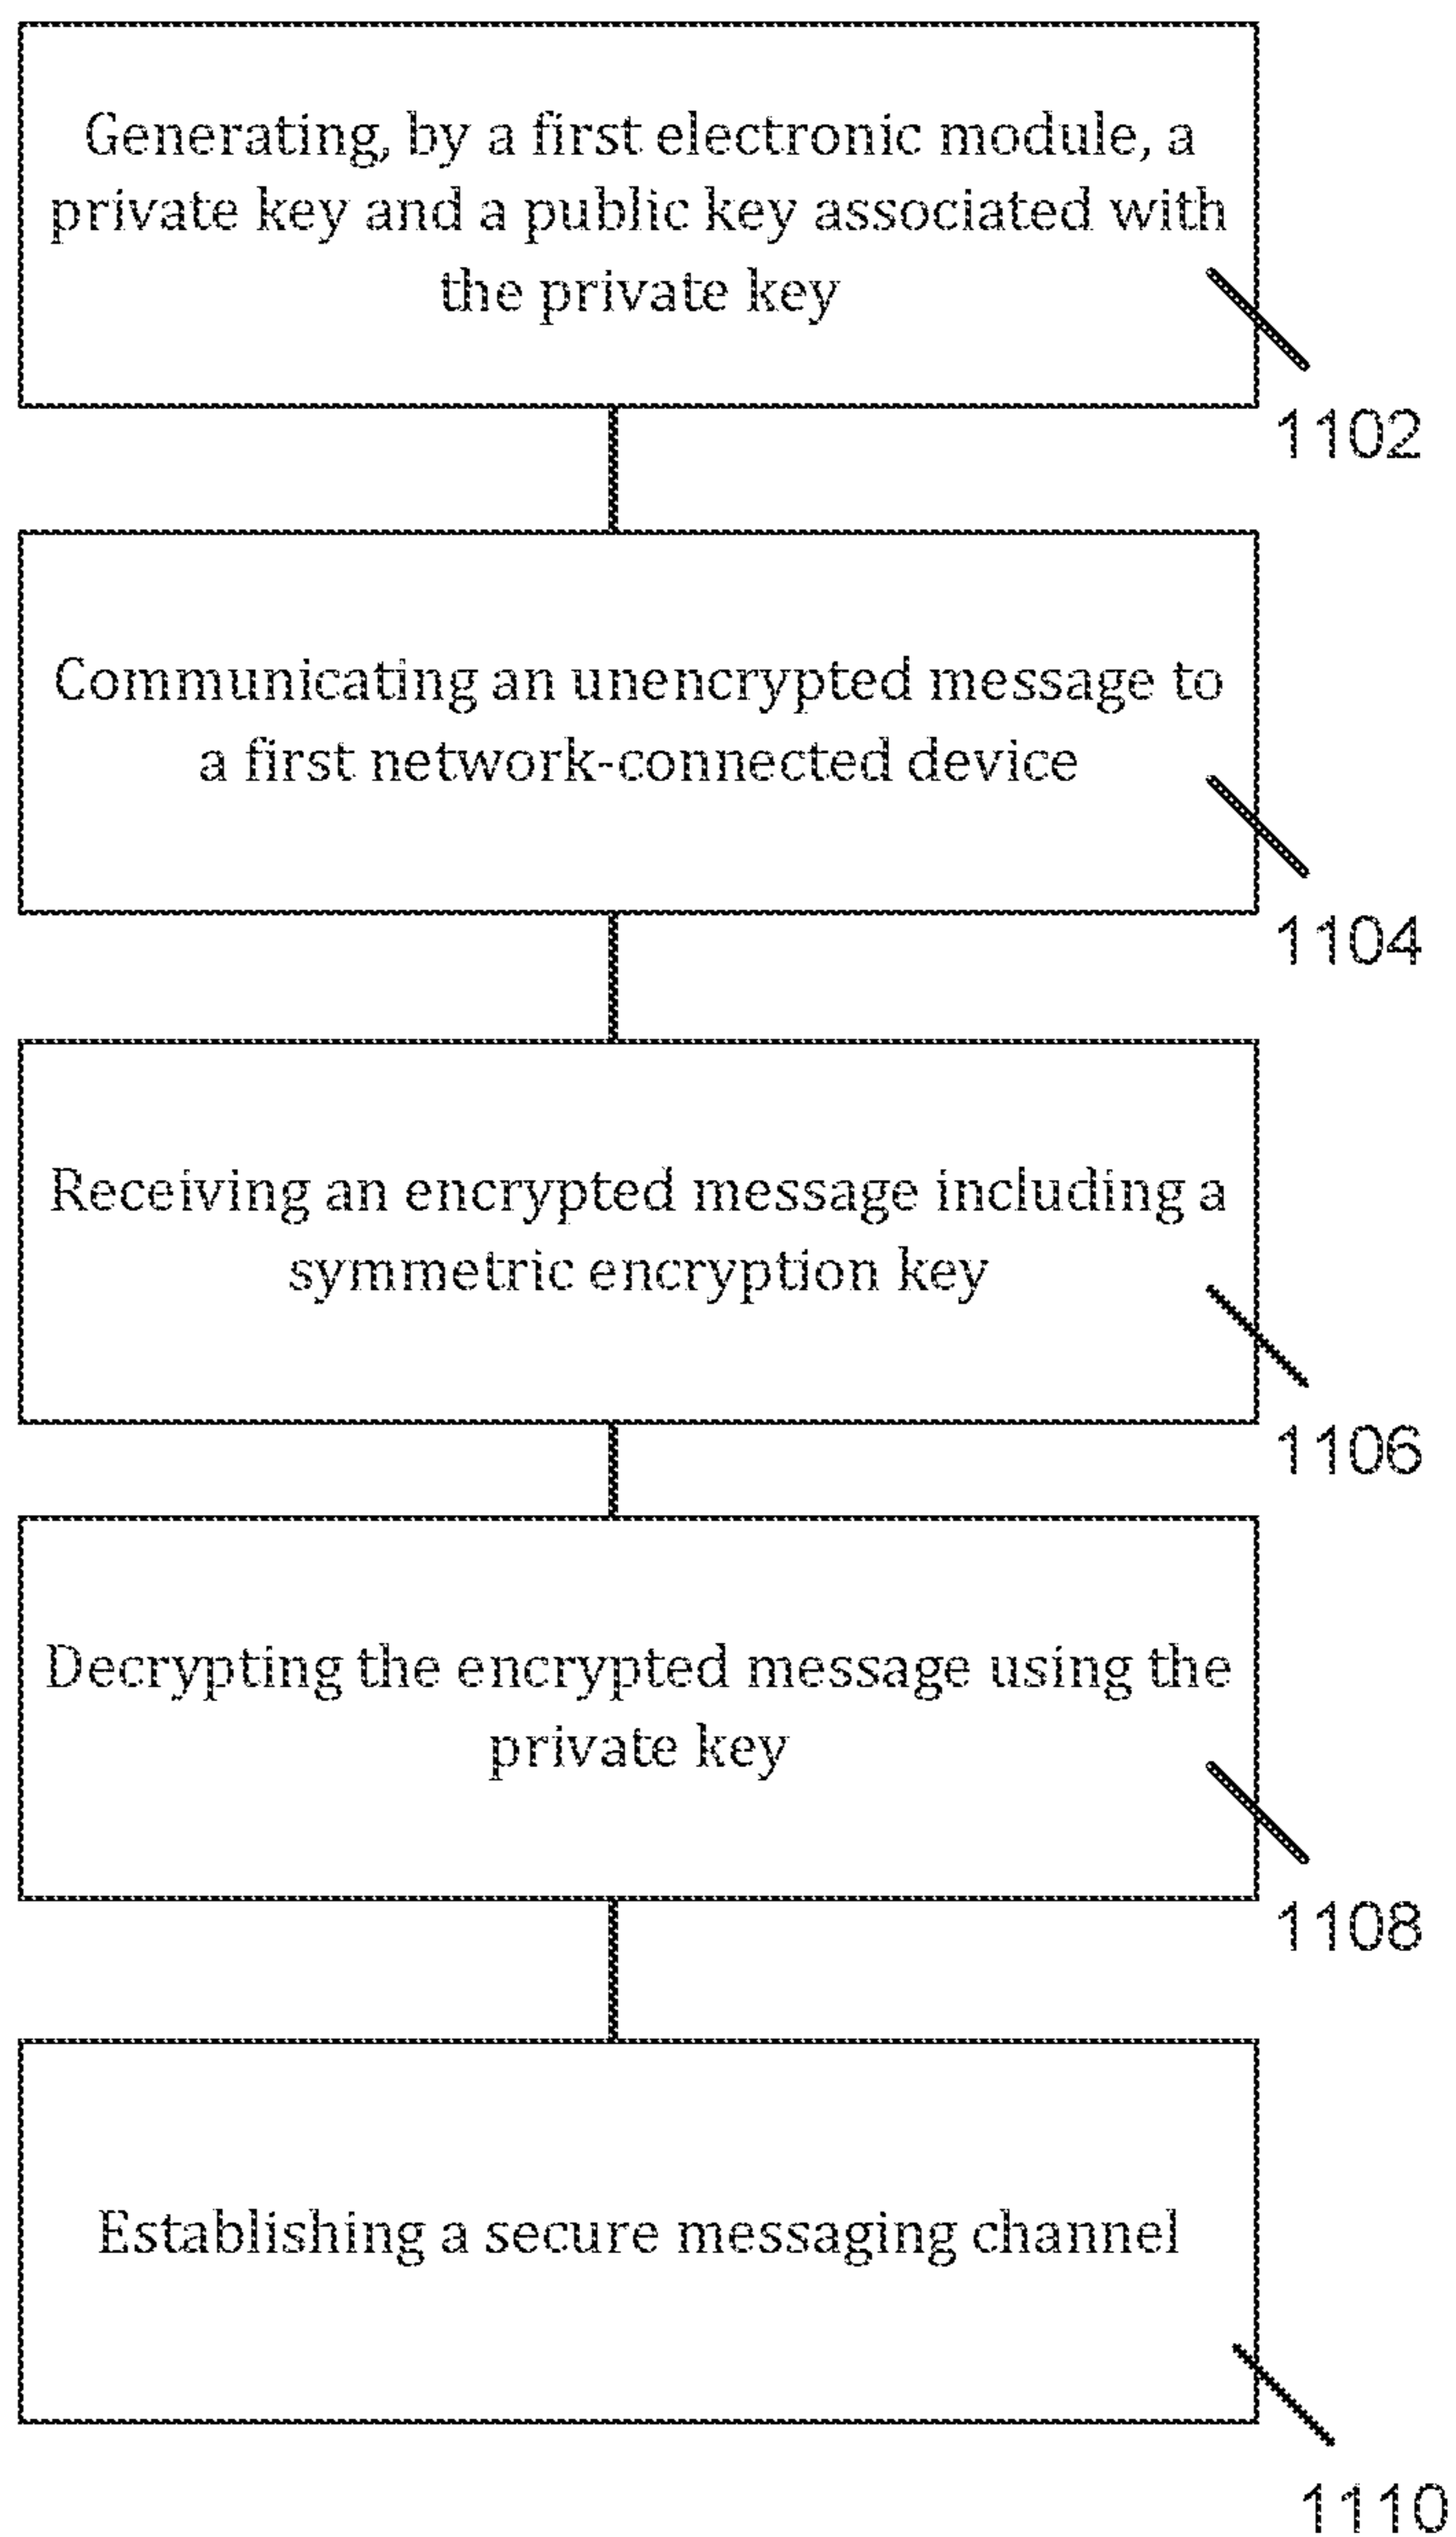 Generating, by a first electronic module, a
private key and a public key associated with
the private key
1102
Communicating an unencrypted message to
a first network-connected device
1104
Receiving an encrypted message including a
symmetric encryption key
1106
Decrypting the encrypted message using the
private key
1108
Establishing a secure messaging channel
1110